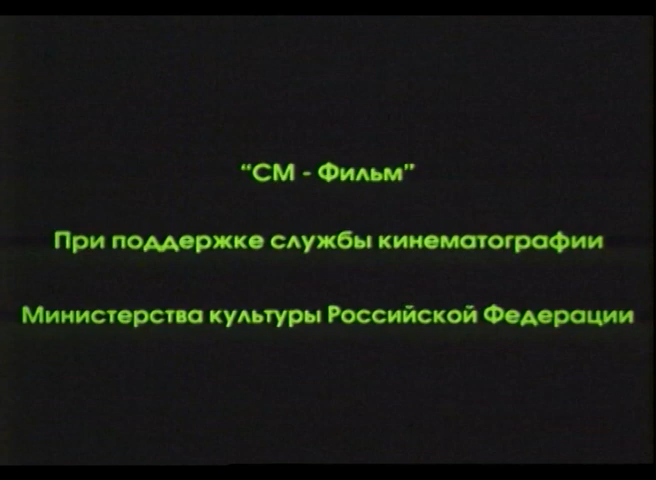 “СМ - Фильм”
При поддержке службы кинематографии
Министерства культуры Российской Федерации